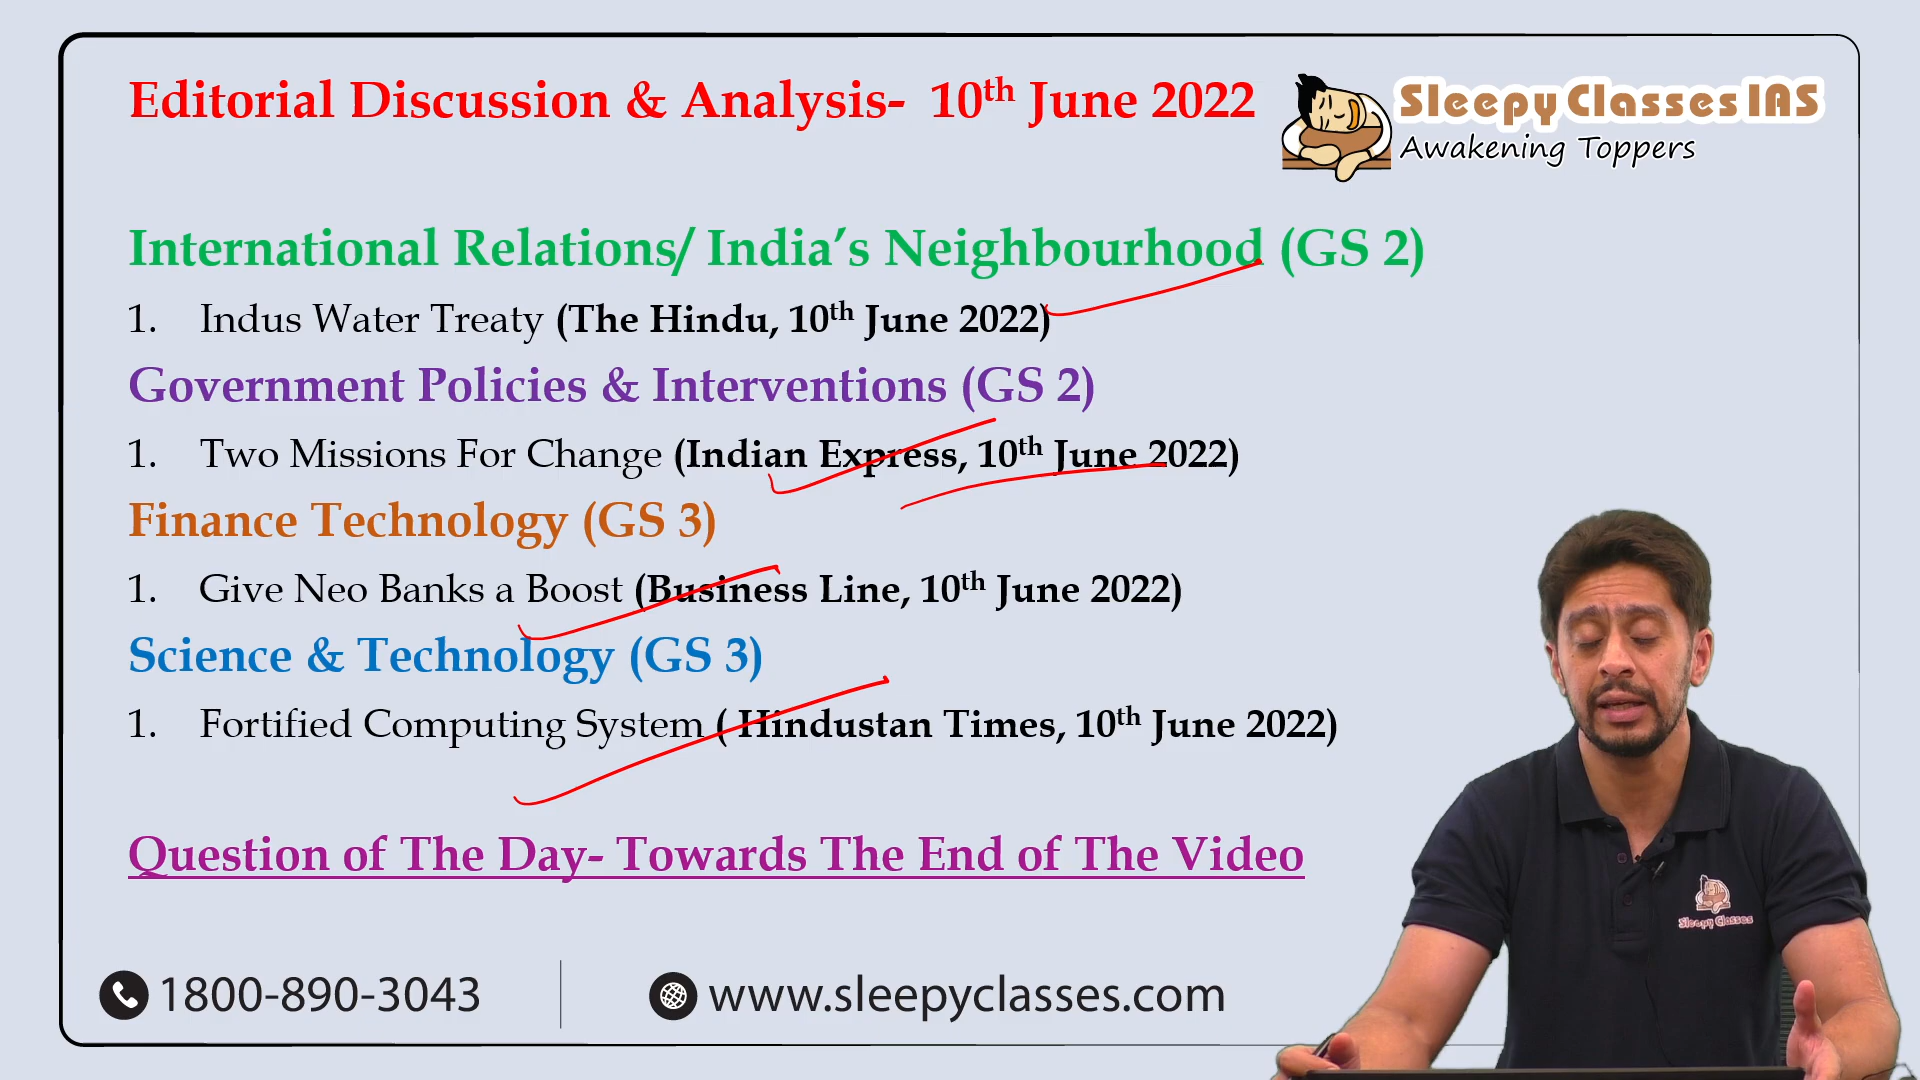 Editorial Discussion & Analysis- 10th June 2022
Sleepy Classes IAS
Awakening Toppers
International Relations/ India’s Neighbourhood (GS 2)
1. Indus Water Treaty (The Hindu, 10th June 2022)
Government Policies & Interventions (GS 2)
1. Two Missions For Change (Indian Express, 10th June 2022)
Finance Technology (GS 3)
1. Give Neo Banks a Boost (Business Line, 10th June 2022)
Science & Technology (GS 3)
1. Fortified Computing System ( Hindustan Times, 10th June 2022)
Question of The Day- Towards The End of The Video
Sleepy Classes
1800-890-3043
www.sleepyclasses.com